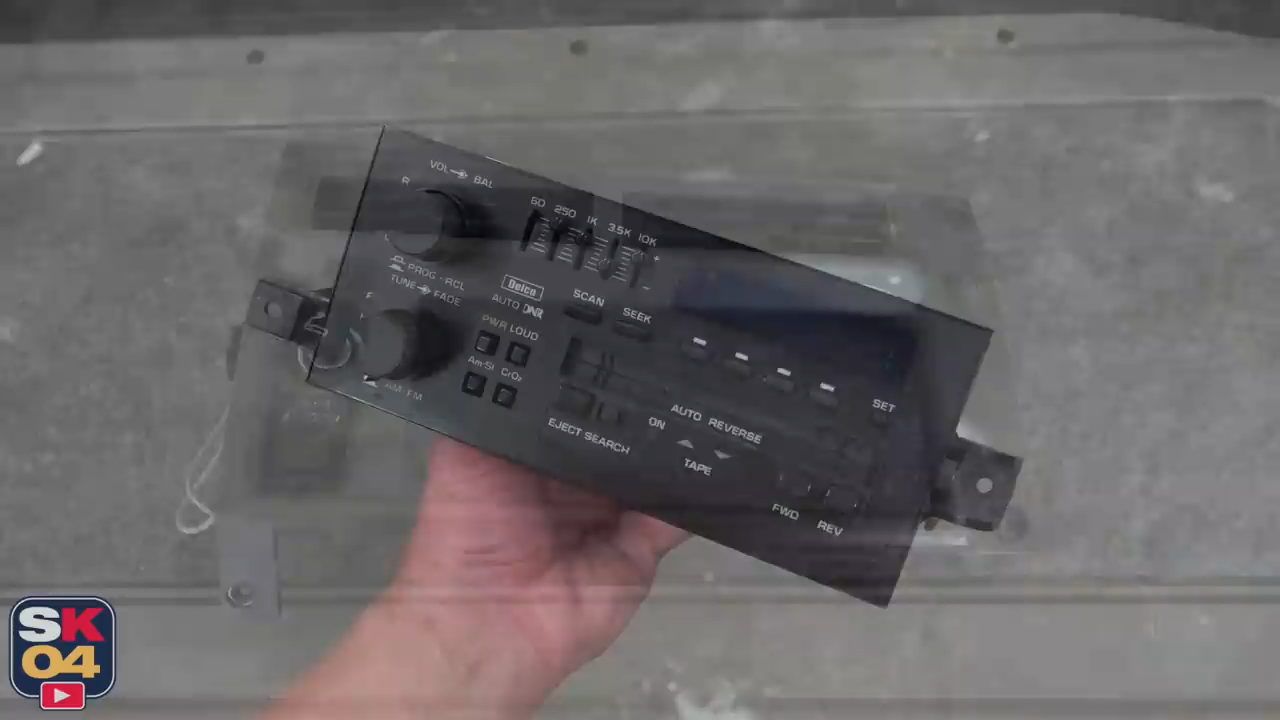 VOL BAL
R
L
PROG - RCL
TUNE FADE
F
AM-FM
60 250 1K 3.5K 10K
+
-
Delco
AUTO DNR
PWR LOUD
Am-St CrO₂
SCAN
SEEK
EJECT SEARCH
ON
AUTO REVERSE
TAPE
SET
FWD
REV
SK
04